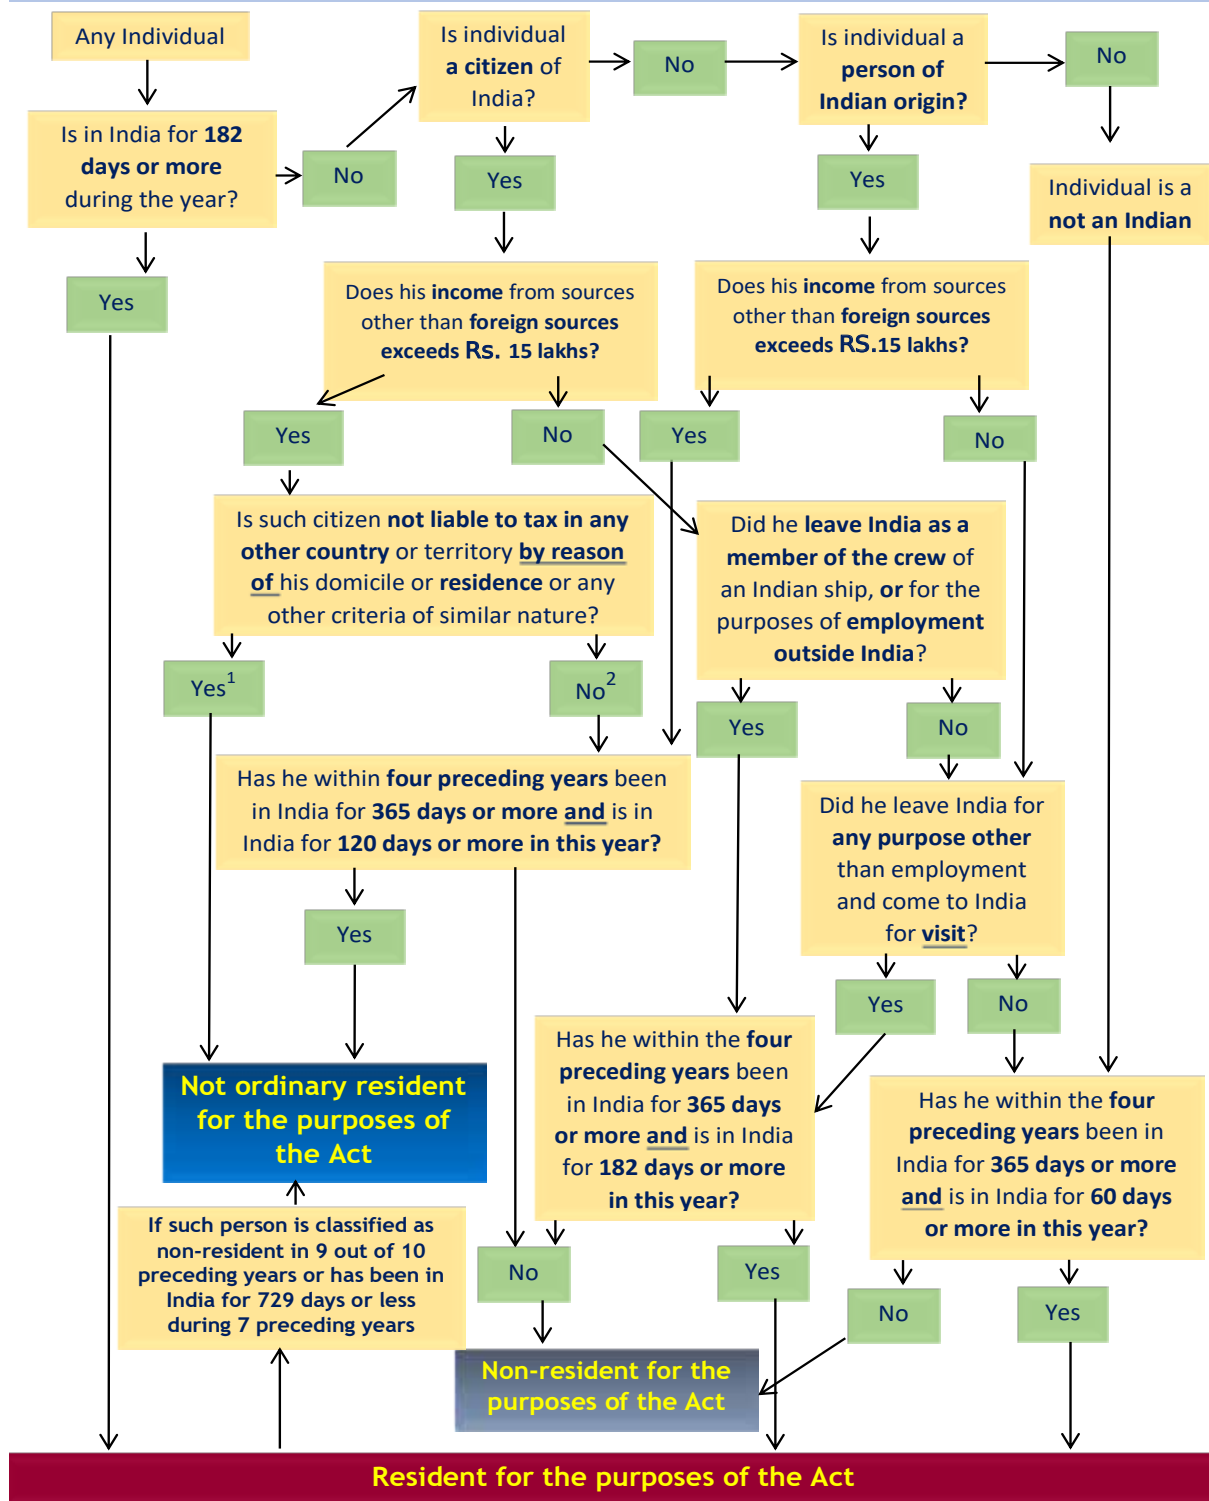 Any Individual
Is in India for 182
days or more
during the year?
No
Yes
Is individual
a citizen of
India?
No
Yes
Is individual a
person of
Indian origin?
No
Yes
Individual is a
not an Indian
Does his income from sources
other than foreign sources
exceeds Rs. 15 lakhs?
Yes
No
Does his income from sources
other than foreign sources
exceeds RS.15 lakhs?
Yes
No
Is such citizen not liable to tax in any
other country or territory by reason
of his domicile or residence or any
other criteria of similar nature?
Yes1
No2
Did he leave India as a
member of the crew of
an Indian ship, or for the
purposes of employment
outside India?
Yes
No
Has he within four preceding years been
in India for 365 days or more and is in
India for 120 days or more in this year?
Yes
Did he leave India for
any purpose other
than employment
and come to India
for visit?
Yes
No
Has he within the four
preceding years been
in India for 365 days
or more and is in India
for 182 days or more
in this year?
No
Yes
Has he within the four
preceding years been in
India for 365 days or more
and is in India for 60 days
or more in this year?
No
Yes
Not ordinary resident
for the purposes of
the Act
If such person is classified as
non-resident in 9 out of 10
preceding years or has been in
India for 729 days or less
during 7 preceding years
Non-resident for the
purposes of the Act
Resident for the purposes of the Act